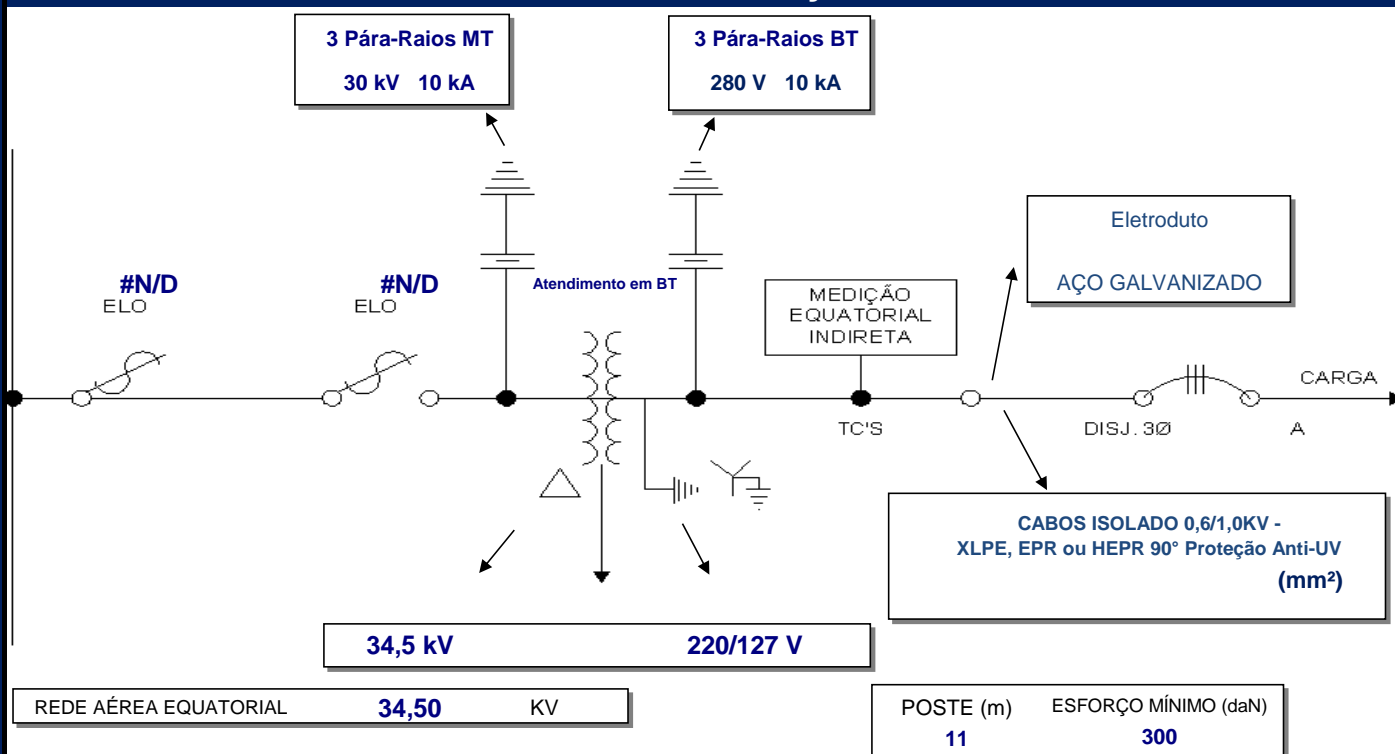 3 Pára-Raios MT
30 kV 10 kA
3 Pára-Raios BT
280 V 10 kA
Eletroduto
AÇO GALVANIZADO
#N/D
ELO
#N/D
ELO
Atendimento em BT
MEDIÇÃO
EQUATORIAL
INDIRETA
CARGA
TC'S
DISJ. 3Ø
A
CABOS ISOLADO 0,6/1,0KV -
XLPE, EPR ou HEPR 90° Proteção Anti-UV
(mm²)
34,5 kV 220/127 V
REDE AÉREA EQUATORIAL 34,50 KV
POSTE (m) ESFORÇO MÍNIMO (daN)
11 300